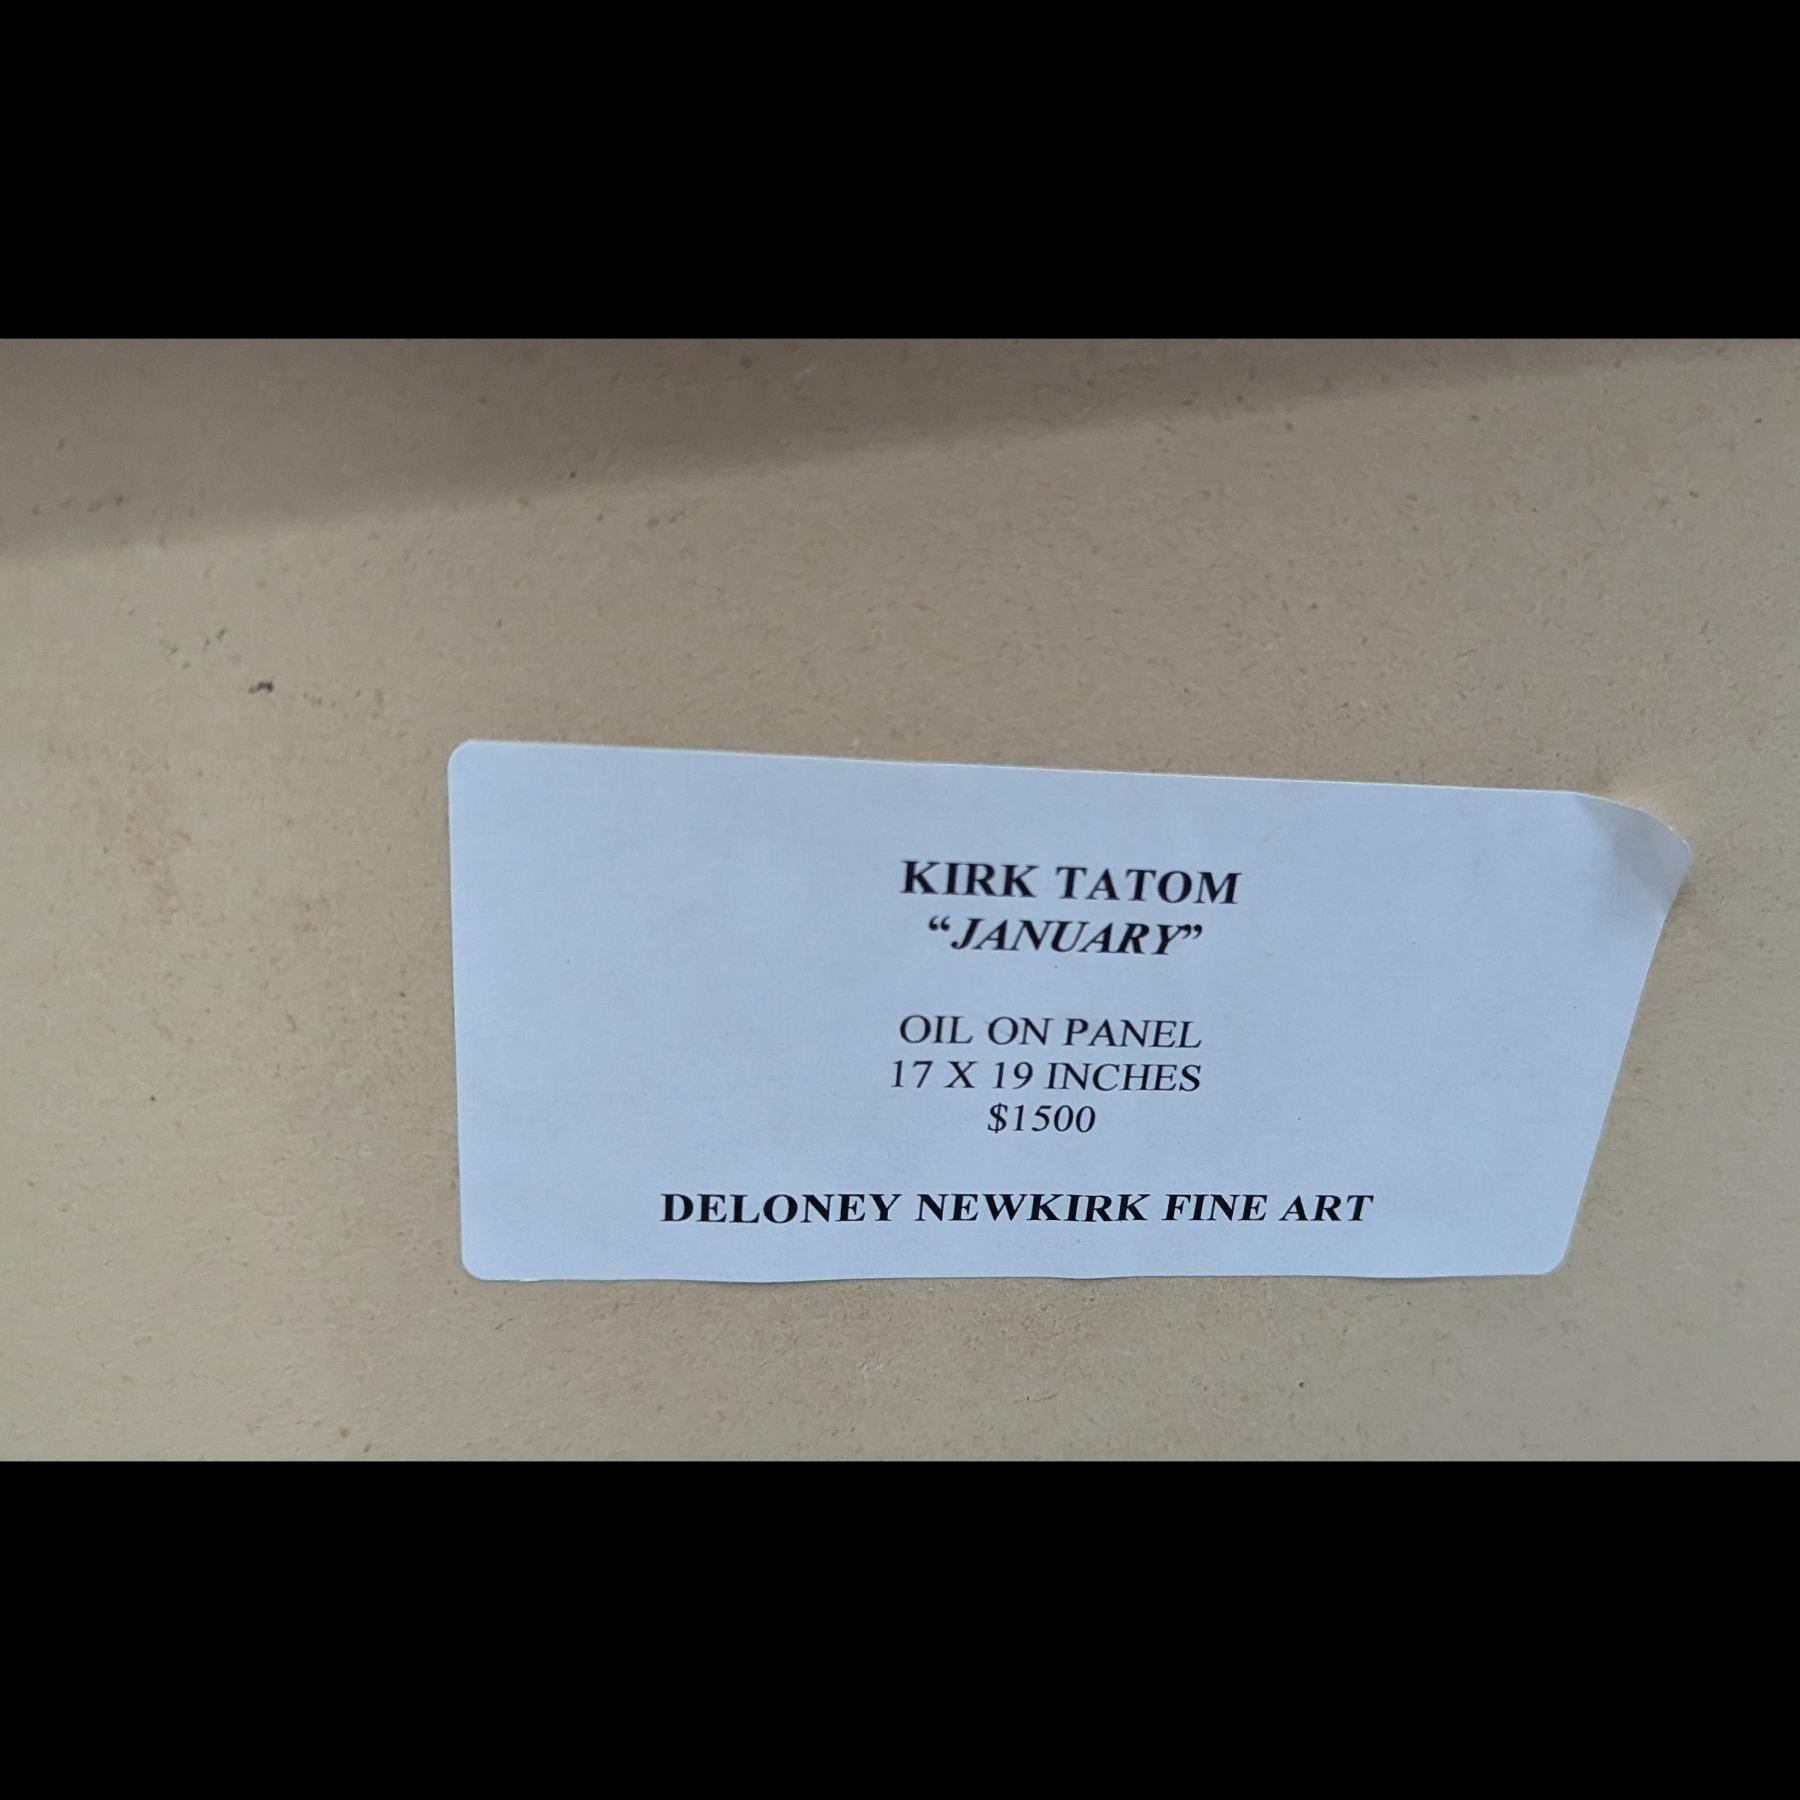 KIRK TATOM
“JANUARY”
OIL ON PANEL
17 X 19 INCHES
$1500
DELONEY NEWKIRK FINE ART